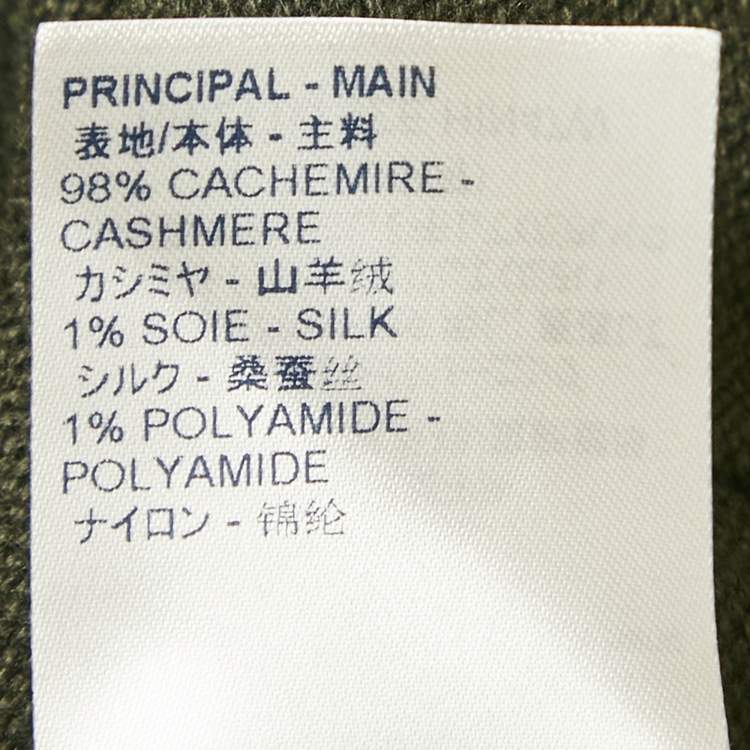 PRINCIPAL - MAIN
表地/本体 - 主料
98% CACHEMIRE -
CASHMERE
カシミヤ - 山羊绒
1% SOIE - SILK
シルク - 桑蚕丝
1% POLYAMIDE -
POLYAMIDE
ナイロン - 锦纶